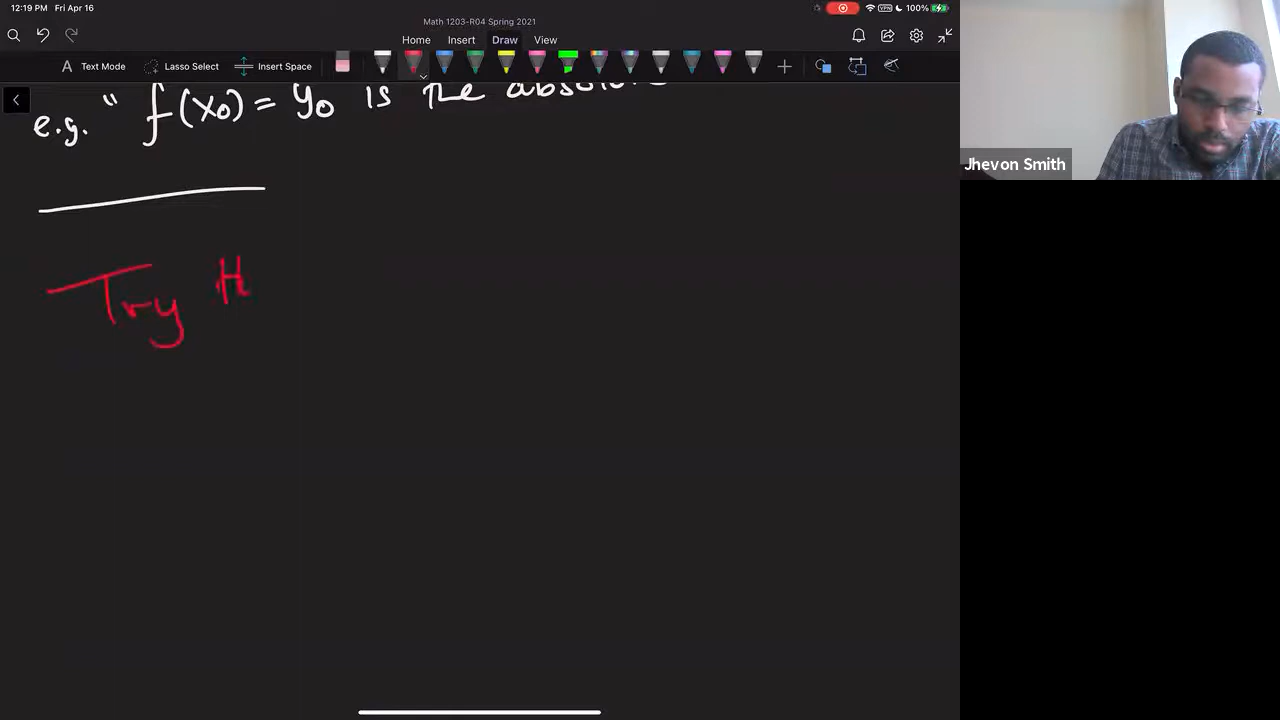 12:19 PM Fri Apr 16
VPN 100%
Math 1203-R04 Spring 2021
Home Insert Draw View
A Text Mode Lasso Select Insert Space
e.g. " f(x0) = y0 is the
Jhevon Smith
Try